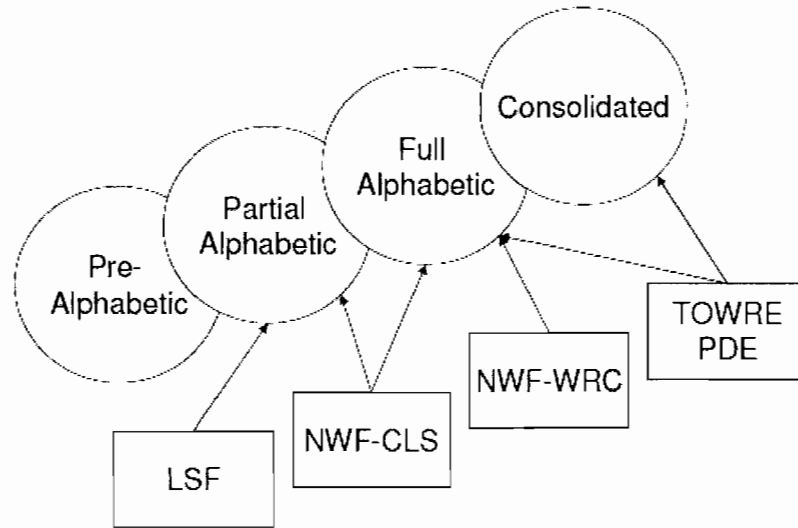 Consolidated
Full
Alphabetic
Partial
Alphabetic
Pre-
Alphabetic
TOWRE
PDE
NWF-WRC
NWF-CLS
LSF